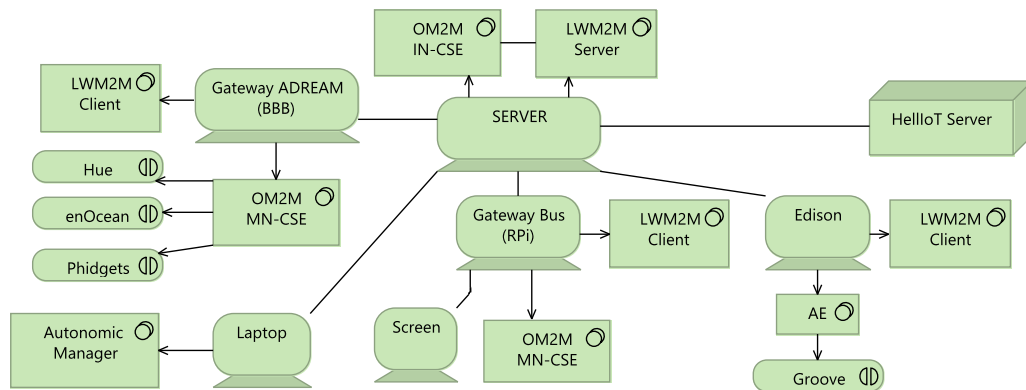 OM2M
IN-CSE
LWM2M
Server
LWM2M
Client
Gateway ADREAM
(BBB)
SERVER
HellIoT Server
Hue
enOcean
Phidgets
OM2M
MN-CSE
Gateway Bus
(RPi)
LWM2M
Client
Edison
LWM2M
Client
Autonomic
Manager
Laptop
Screen
OM2M
MN-CSE
AE
Groove